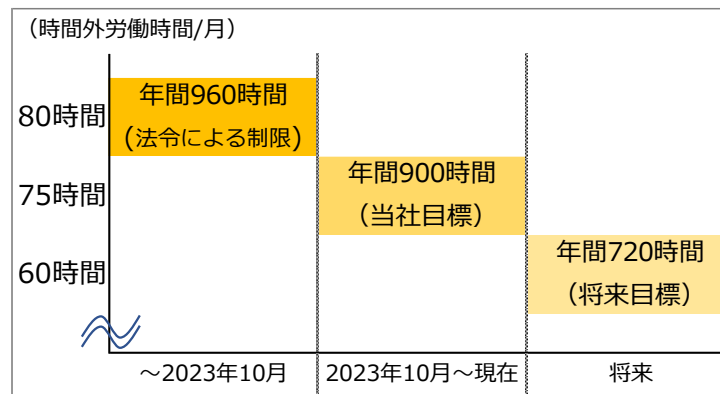 （時間外労働時間/月）
80時間
年間960時間
(法令による制限)
75時間
年間900時間
（当社目標）
60時間
年間720時間
（将来目標）
～2023年10月
2023年10月～現在
将来